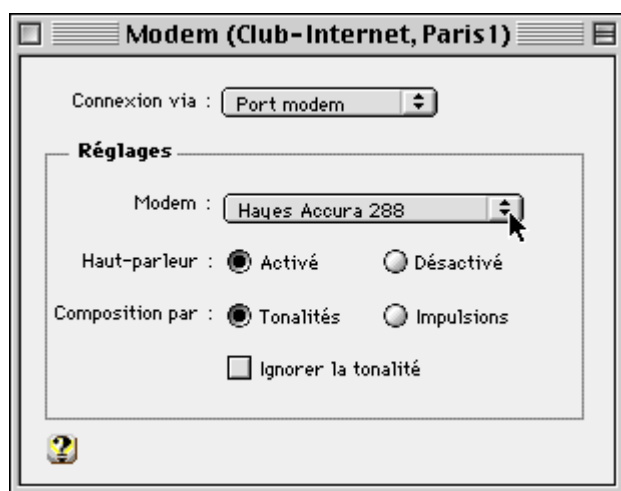 Modem (Club-Internet, Paris1)
Connexion via : Port modem
Réglages
Modem : Hayes Accura 288
Haut-parleur : Activé Désactivé
Composition par : Tonalités Impulsions
Ignorer la tonalité
?